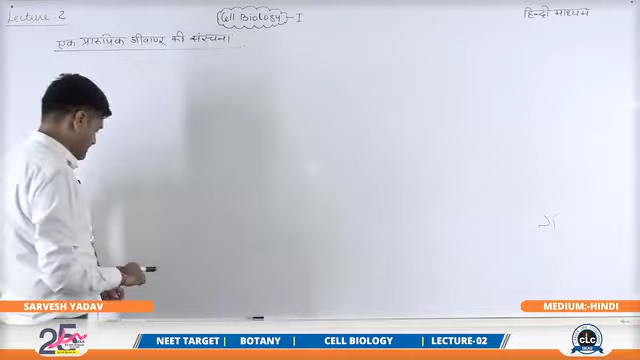 Lecture 2
Cell Biology - I
हिन्दी माध्यम
एक प्रारूपिक जीवाणु की संरचना
SARVESH YADAV
MEDIUM:-HINDI
25
NEET TARGET | BOTANY | CELL BIOLOGY | LECTURE-02
CLC